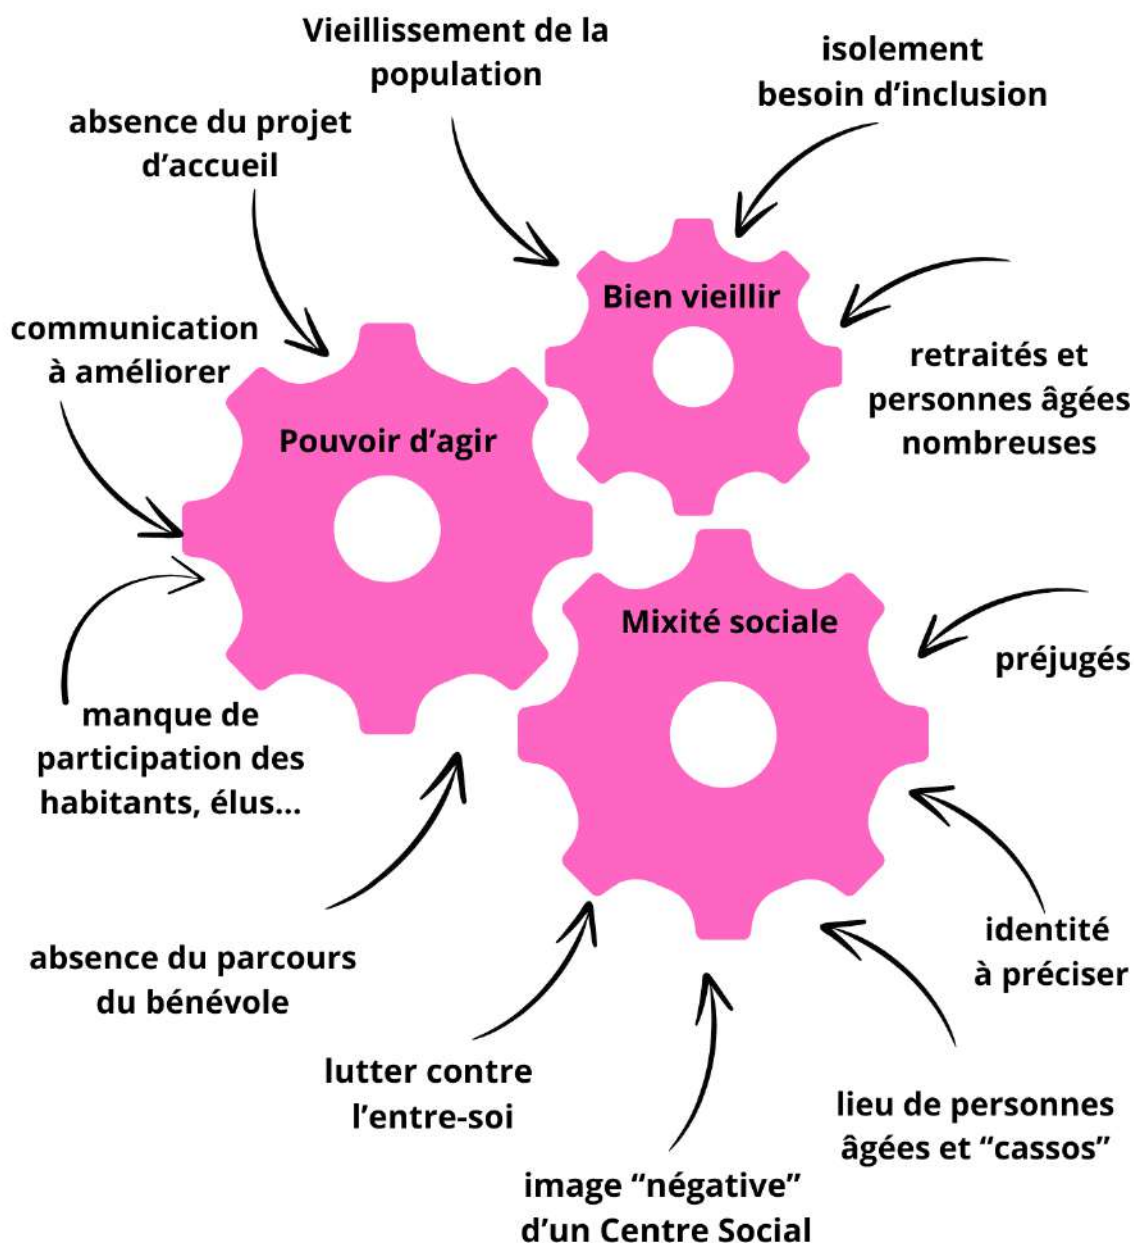 Vieillissement de la
population
isolement
besoin d’inclusion
absence du projet
d’accueil
Bien vieillir
communication
à améliorer
retraités et
personnes âgées
nombreuses
Pouvoir d’agir
Mixité sociale
préjugés
manque de
participation des
habitants, élus...
identité
à préciser
absence du parcours
du bénévole
lutter contre
l’entre-soi
lieu de personnes
âgées et “cassos”
image “négative”
d’un Centre Social